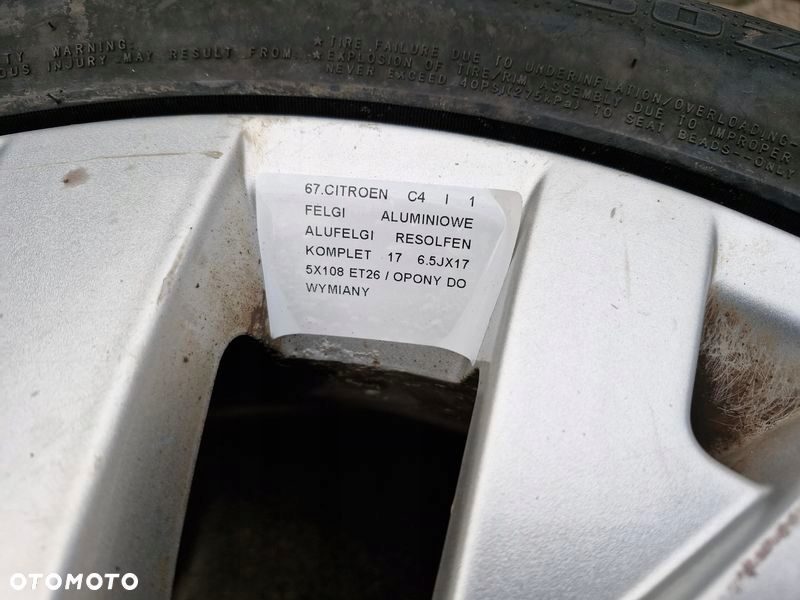 TY WARNING:
OUS INJURY MAY RESULT FROM:
★TIRE FAILURE DUE TO UNDERINFLATION/OVERLOADING-
★EXPLOSION OF TIRE/RIM ASSEMBLY DUE TO IMPROPER
NEVER EXCEED 40PSI(275kPa) TO SEAT BEADS--ONLY
67.CITROEN C4 I 1
FELGI ALUMINIOWE
ALUFELGI RESOLFEN
KOMPLET 17 6.5JX17
5X108 ET26 / OPONY DO
WYMIANY
OTOMOTO